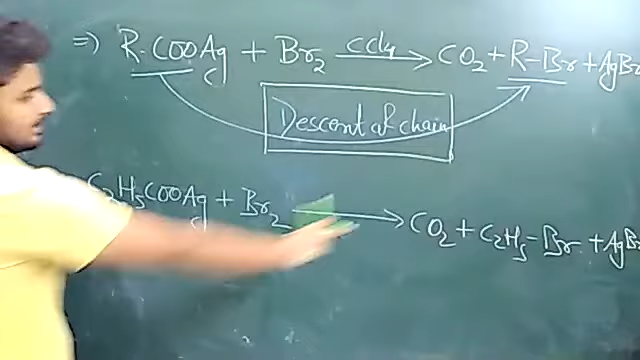 ⇒ R-COOAg + Br₂ —CCl₄→ CO₂ + R-Br + AgBr
Descent of chain
C₂H₅COOAg + Br₂ → CO₂ + C₂H₅-Br + AgBr